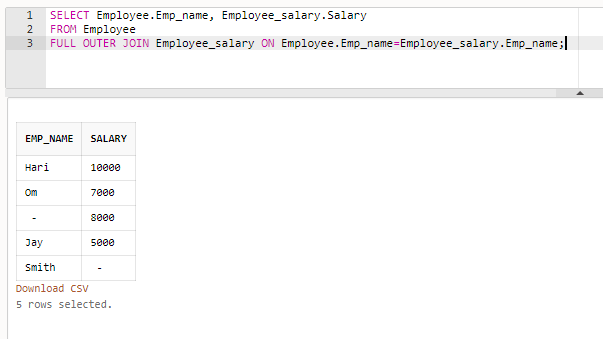 1 SELECT Employee.Emp_name, Employee_salary.Salary
2 FROM Employee
3 FULL OUTER JOIN Employee_salary ON Employee.Emp_name=Employee_salary.Emp_name;
EMP_NAME SALARY
Hari 10000
Om 7000
- 8000
Jay 5000
Smith -
Download CSV
5 rows selected.